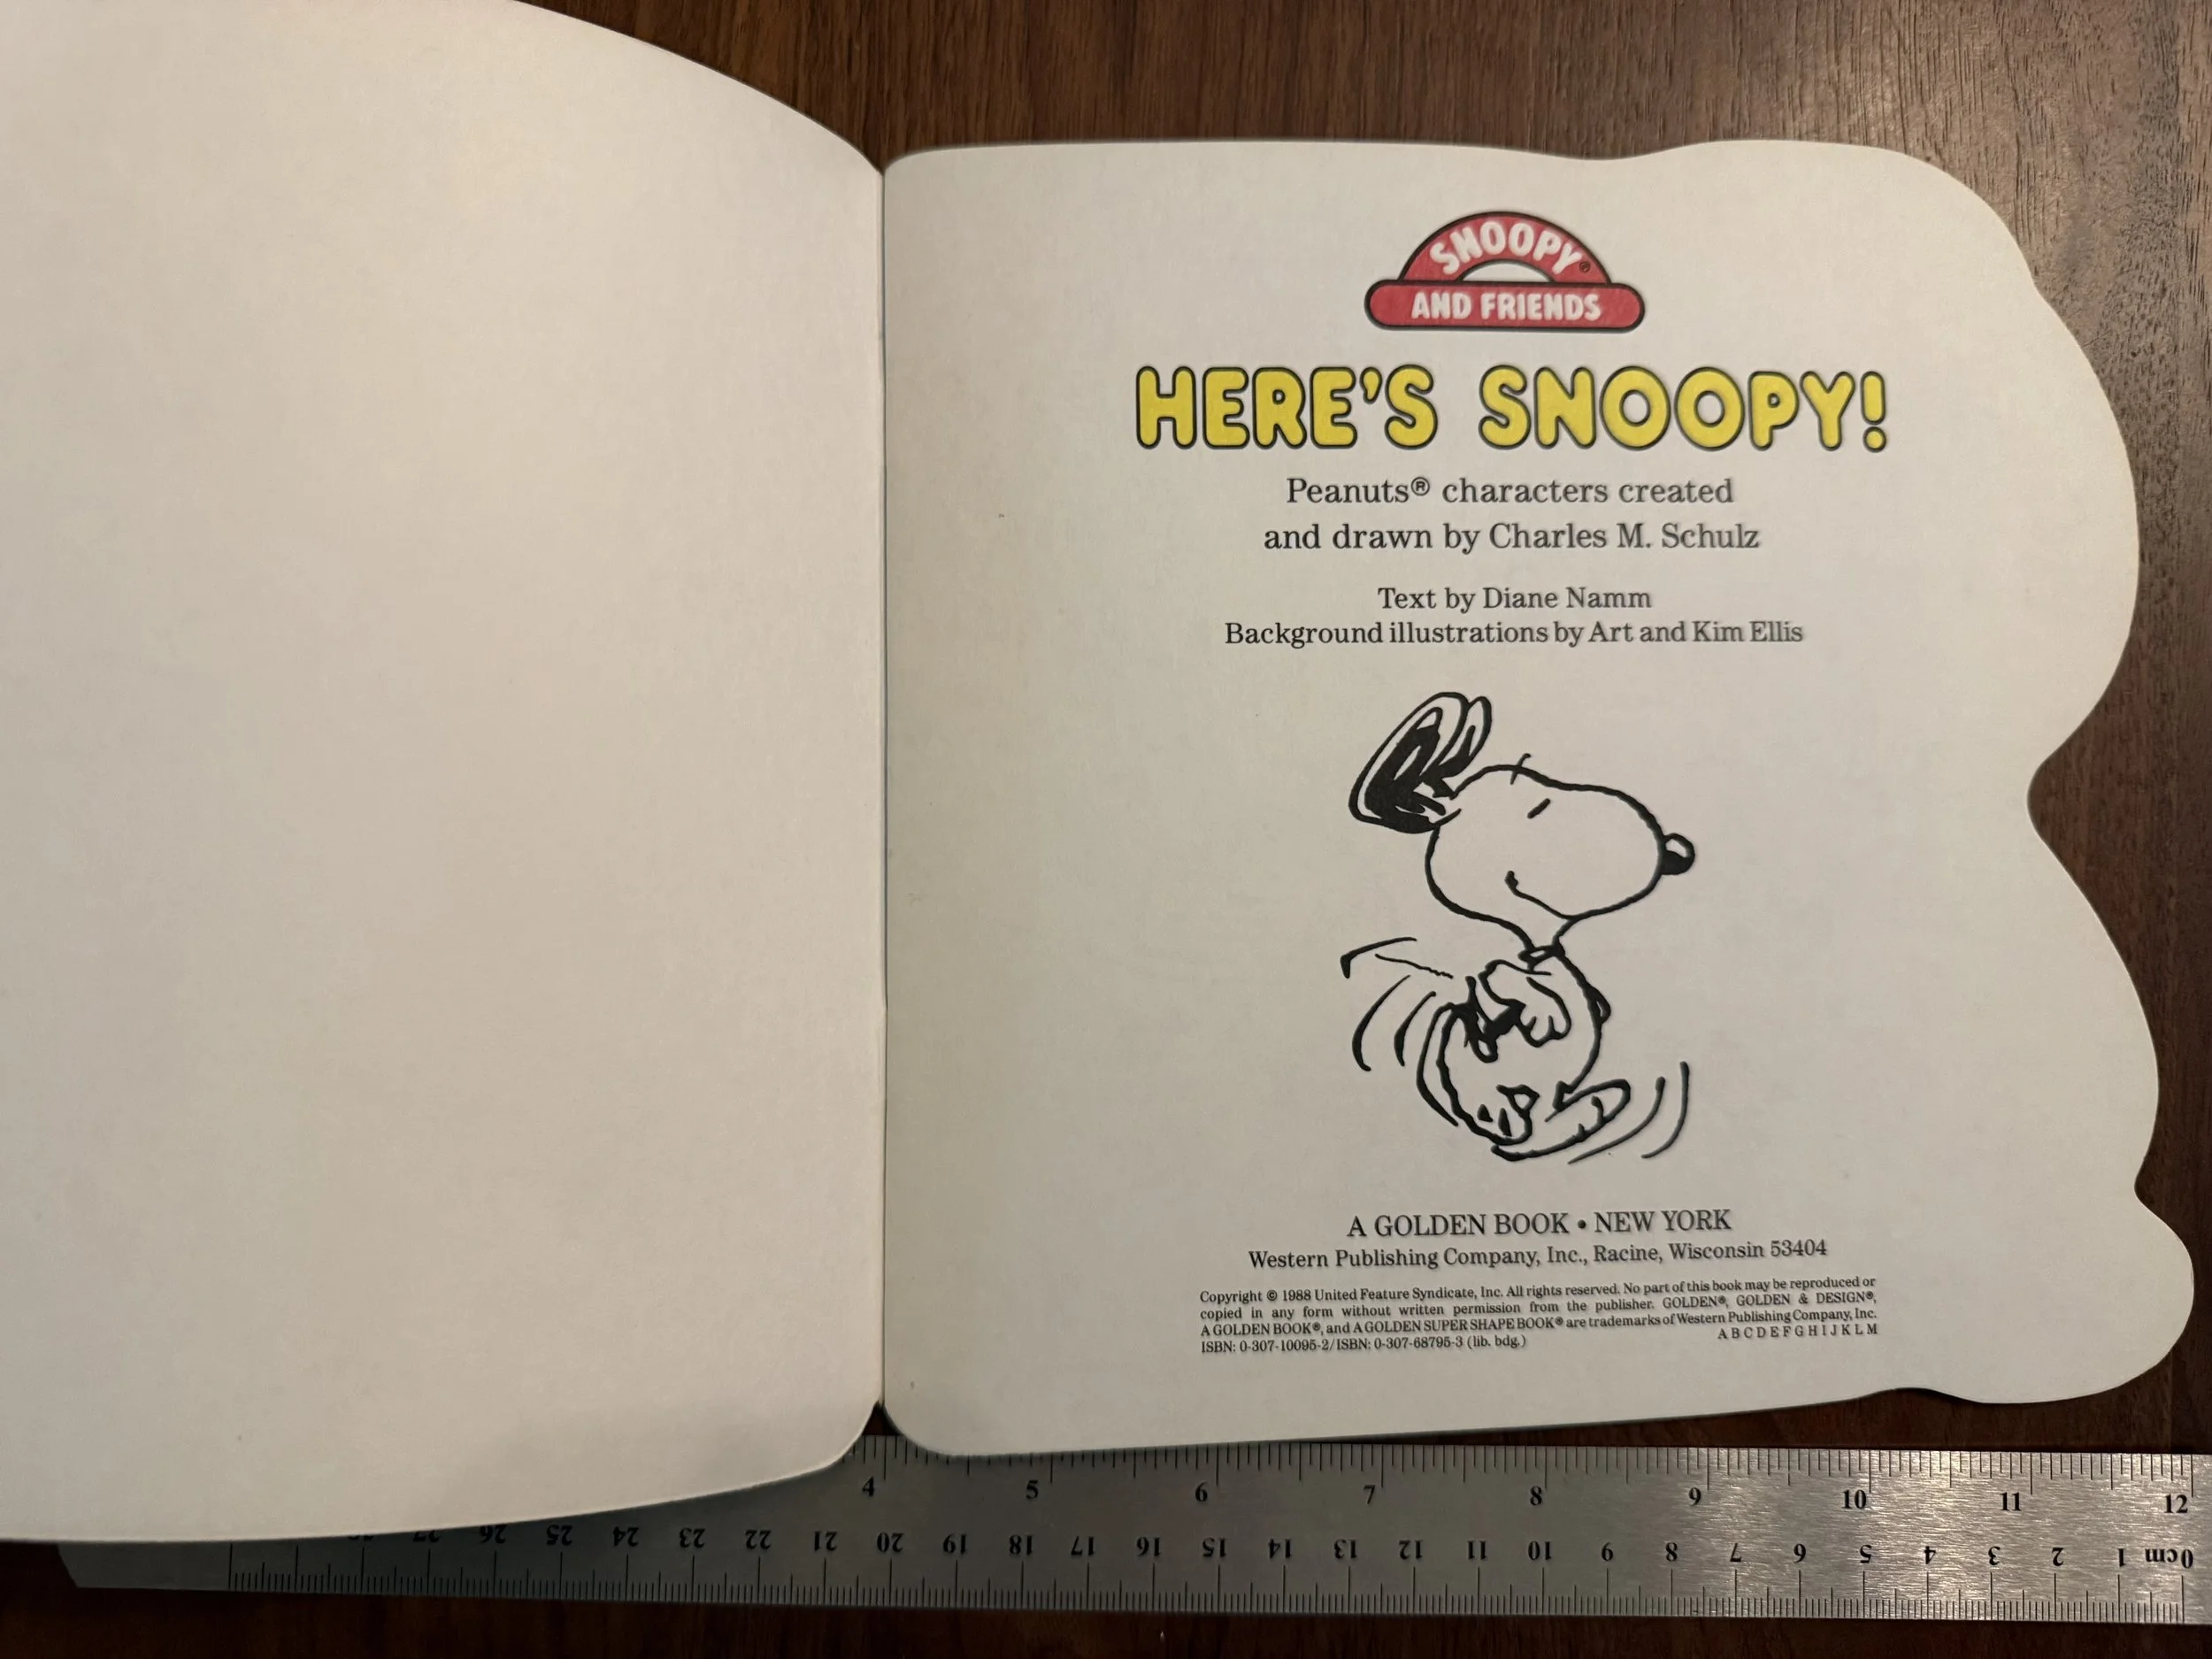 SNOOPY®
AND FRIENDS
HERE'S SNOOPY!
Peanuts® characters created
and drawn by Charles M. Schulz
Text by Diane Namm
Background illustrations by Art and Kim Ellis
A GOLDEN BOOK • NEW YORK
Western Publishing Company, Inc., Racine, Wisconsin 53404
Copyright © 1988 United Feature Syndicate, Inc. All rights reserved. No part of this book may be reproduced or
copied in any form without written permission from the publisher. GOLDEN®, GOLDEN & DESIGN®,
A GOLDEN BOOK®, and A GOLDEN SUPER SHAPE BOOK® are trademarks of Western Publishing Company, Inc.
ISBN: 0-307-10095-2/ISBN: 0-307-68795-3 (lib. bdg.) A B C D E F G H I J K L M
4 5 6 7 8 9 10 11 12
0cm 1 2 3 4 5 6 7 8 9 10 11 12 13 14 15 16 17 18 19 20 21 22 23 24 25 26 27